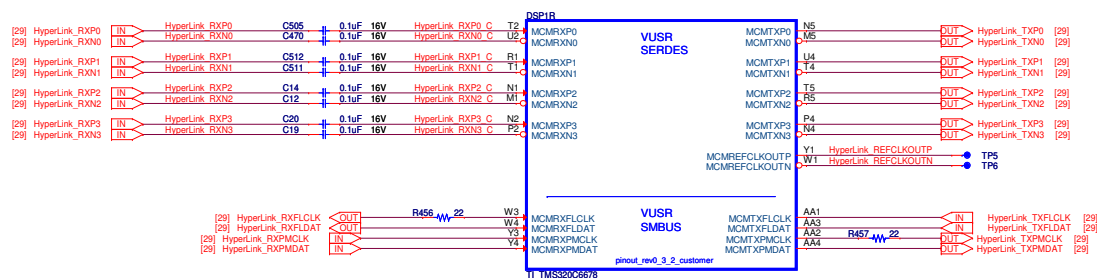 DSP1R
[29] HyperLink_RXP0 IN HyperLink_RXP0 C505 0.1uF 16V HyperLink_RXP0_C T2 MCMRXP0 VUSR MCMTXP0 N5 OUT HyperLink_TXP0 [29]
[29] HyperLink_RXN0 IN HyperLink_RXN0 C470 0.1uF 16V HyperLink_RXN0_C U2 MCMRXN0 SERDES MCMTXN0 M5 OUT HyperLink_TXN0 [29]
[29] HyperLink_RXP1 IN HyperLink_RXP1 C512 0.1uF 16V HyperLink_RXP1_C R1 MCMRXP1 MCMTXP1 U4 OUT HyperLink_TXP1 [29]
[29] HyperLink_RXN1 IN HyperLink_RXN1 C511 0.1uF 16V HyperLink_RXN1_C T1 MCMRXN1 MCMTXN1 T4 OUT HyperLink_TXN1 [29]
[29] HyperLink_RXP2 IN HyperLink_RXP2 C14 0.1uF 16V HyperLink_RXP2_C N1 MCMRXP2 MCMTXP2 T5 OUT HyperLink_TXP2 [29]
[29] HyperLink_RXN2 IN HyperLink_RXN2 C12 0.1uF 16V HyperLink_RXN2_C M1 MCMRXN2 MCMTXN2 R5 OUT HyperLink_TXN2 [29]
[29] HyperLink_RXP3 IN HyperLink_RXP3 C20 0.1uF 16V HyperLink_RXP3_C N2 MCMRXP3 MCMTXP3 P4 OUT HyperLink_TXP3 [29]
[29] HyperLink_RXN3 IN HyperLink_RXN3 C19 0.1uF 16V HyperLink_RXN3_C P2 MCMRXN3 MCMTXN3 N4 OUT HyperLink_TXN3 [29]
MCMREFCLKOUTP Y1 HyperLink_REFCLKOUTP TP5
MCMREFCLKOUTN W1 HyperLink_REFCLKOUTN TP6
[29] HyperLink_RXFLCLK OUT R456 22 W3 MCMRXFLCLK VUSR MCMTXFLCLK AA1 IN HyperLink_TXFLCLK [29]
[29] HyperLink_RXFLDAT OUT W4 MCMRXFLDAT SMBUS MCMTXFLDAT AA3 IN HyperLink_TXFLDAT [29]
[29] HyperLink_RXPMCLK IN Y3 MCMRXPMCLK MCMTXPMCLK AA2 R457 22 OUT HyperLink_TXPMCLK [29]
[29] HyperLink_RXPMDAT IN Y4 MCMRXPMDAT MCMTXPMDAT AA4 OUT HyperLink_TXPMDAT [29]
pinout_rev0_3_2_customer
TI_TMS320C6678